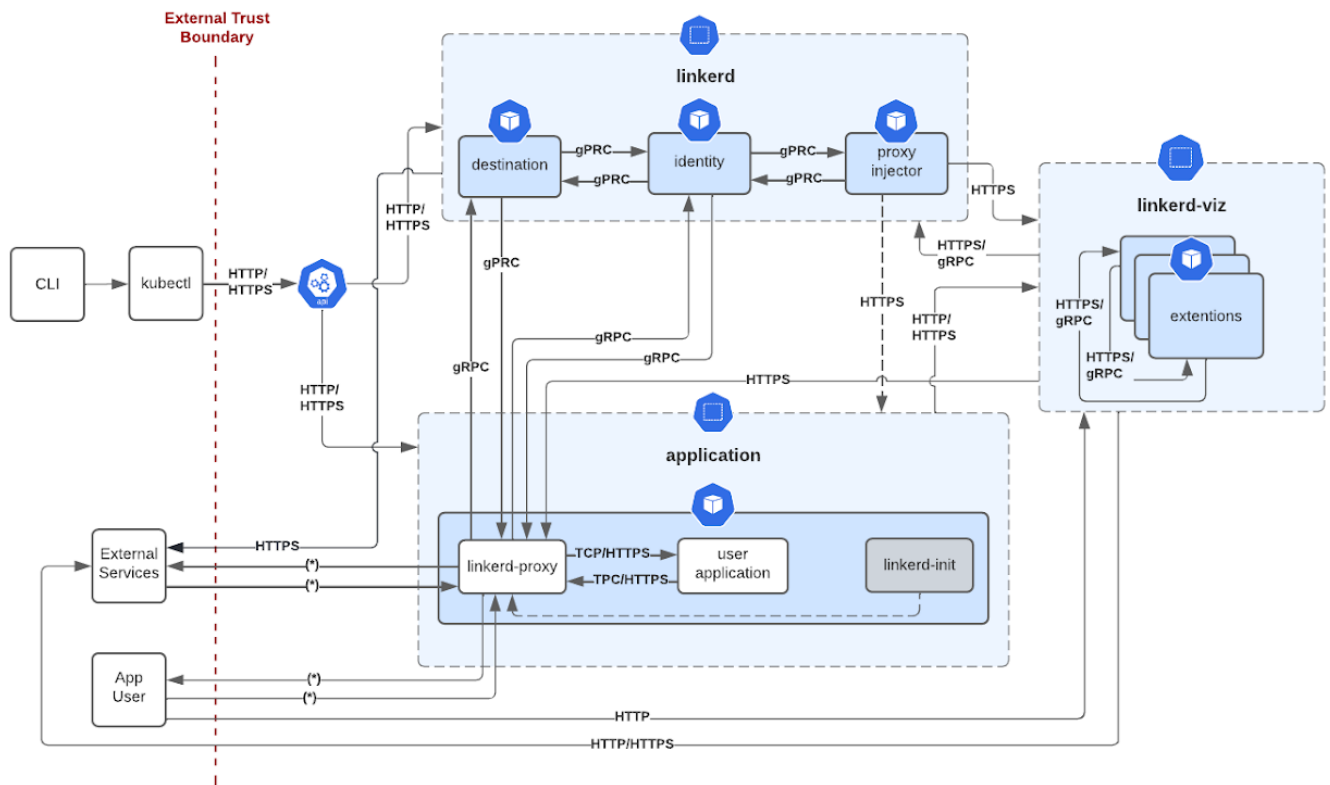 External Trust
Boundary
linkerd
destination
gPRC
gPRC
identity
gPRC
gPRC
proxy
injector
HTTPS
linkerd-viz
HTTP/
HTTPS
CLI
kubectl
HTTP/
HTTPS
api
gPRC
HTTPS/
gRPC
HTTPS
HTTP/
HTTPS
HTTPS/
gRPC
extentions
HTTPS/
gRPC
gRPC
gRPC
gRPC
HTTPS
HTTP/
HTTPS
application
External
Services
HTTPS
(*)
(*)
linkerd-proxy
TCP/HTTPS
TPC/HTTPS
user
application
linkerd-init
App
User
(*)
(*)
HTTP
HTTP/HTTPS